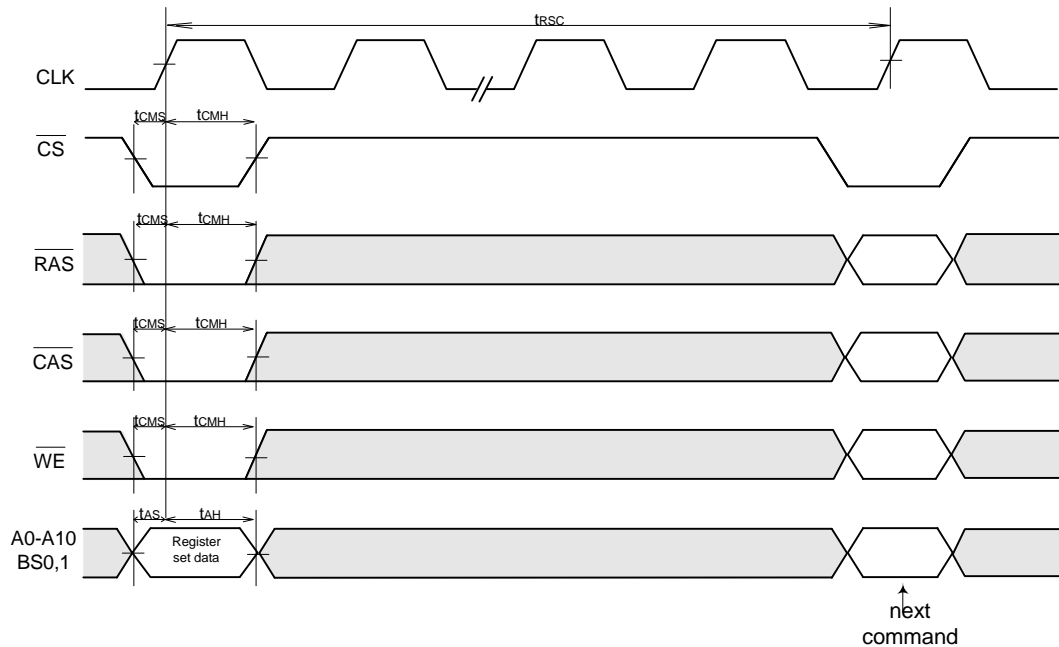 tRSC
CLK
tCMS tCMH
CS
tCMS tCMH
RAS
tCMS tCMH
CAS
tCMS tCMH
WE
tAS tAH
A0-A10
BS0,1
Register
set data
next
command